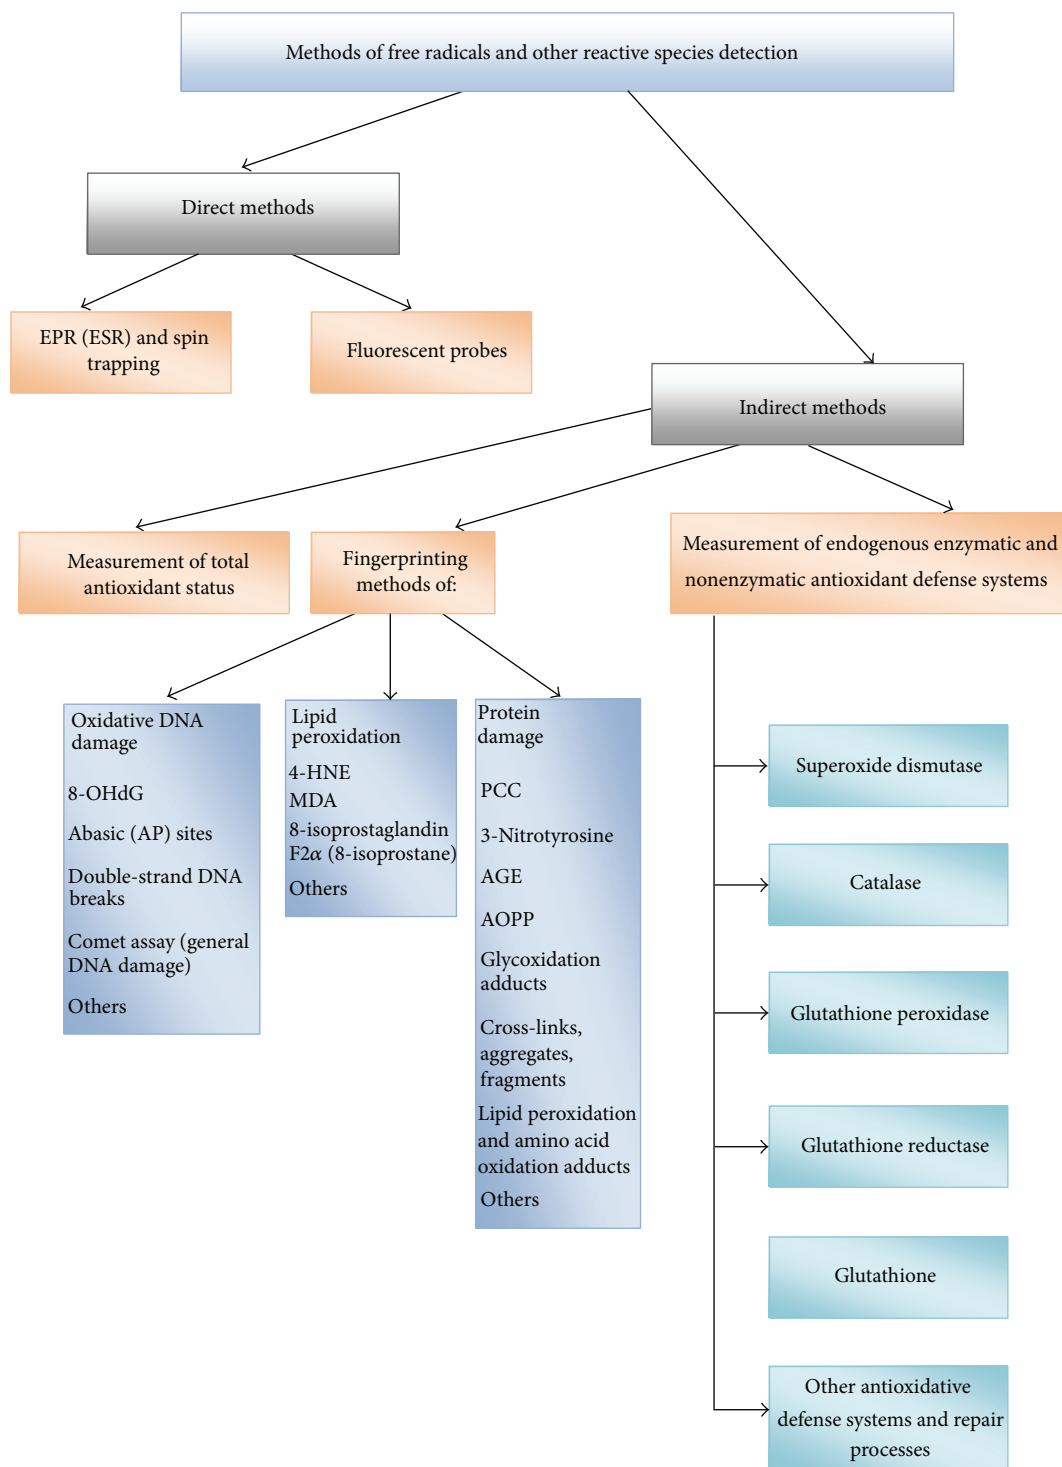 Methods of free radicals and other reactive species detection
Direct methods
EPR (ESR) and spin
trapping
Fluorescent probes
Indirect methods
Measurement of total
antioxidant status
Fingerprinting
methods of:
Measurement of endogenous enzymatic and
nonenzymatic antioxidant defense systems
Oxidative DNA
damage
8-OHdG
Abasic (AP) sites
Double-strand DNA
breaks
Comet assay (general
DNA damage)
Others
Lipid
peroxidation
4-HNE
MDA
8-isoprostaglandin
F2α (8-isoprostane)
Others
Protein
damage
PCC
3-Nitrotyrosine
AGE
AOPP
Glycoxidation
adducts
Cross-links,
aggregates,
fragments
Lipid peroxidation
and amino acid
oxidation adducts
Others
Superoxide dismutase
Catalase
Glutathione peroxidase
Glutathione reductase
Glutathione
Other antioxidative
defense systems and repair
processes